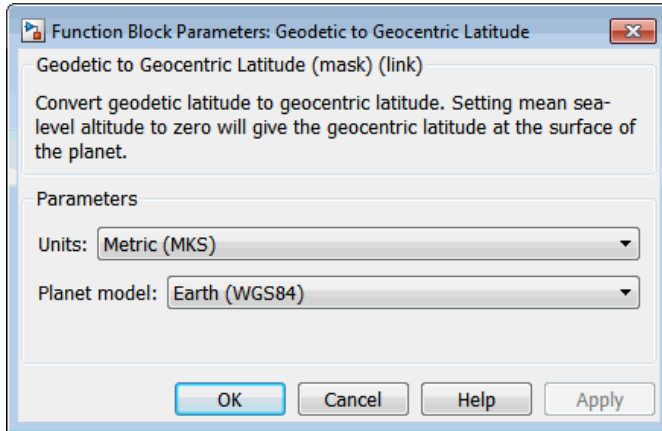 Function Block Parameters: Geodetic to Geocentric Latitude
Geodetic to Geocentric Latitude (mask) (link)
Convert geodetic latitude to geocentric latitude. Setting mean sea-
level altitude to zero will give the geocentric latitude at the surface of
the planet.
Parameters
Units: Metric (MKS)
Planet model: Earth (WGS84)
OK Cancel Help Apply